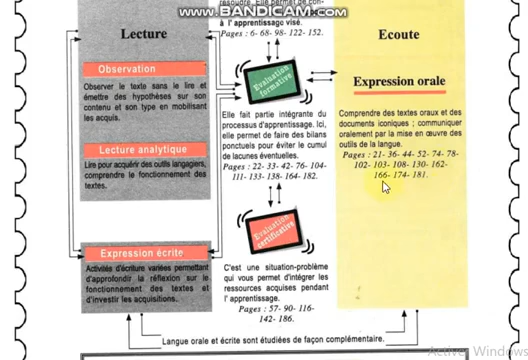 résoudre. Elle permet de con-
www.BANDICAM.com
à l'apprentissage visé.
Pages : 6- 68- 98- 122- 152.
Lecture
Observation
Observer le texte sans le lire et
émettre des hypothèses sur son
contenu et son type en mobilisant
les acquis.
Lecture analytique
Lire pour acquérir des outils langagiers,
comprendre le fonctionnement des
textes.
Expression écrite
Activités d'écriture variées permettant
d'approfondir la réflexion sur le
fonctionnement des textes et
d'investir les acquisitions.
Evaluation
formative
Elle fait partie intégrante du
processus d'apprentissage. Ici,
elle permet de faire des bilans
ponctuels pour éviter le cumul
de lacunes éventuelles.
Pages : 22- 33- 42- 76- 104-
111- 133- 138- 164- 182.
Evaluation
certificative
C'est une situation-problème
qui vous permet d'intégrer les
ressources acquises pendant
l' apprentissage.
Pages : 57- 90- 116-
142- 186.
Ecoute
Expression orale
Comprendre des textes oraux et des
documents iconiques ; communiquer
oralement par la mise en œuvre des
outils de la langue.
Pages : 21- 36- 44- 52- 74- 78-
102- 103- 108- 130- 162-
166- 174- 181.
Langue orale et écrite sont étudiées de façon complémentaire.
Activer Windows